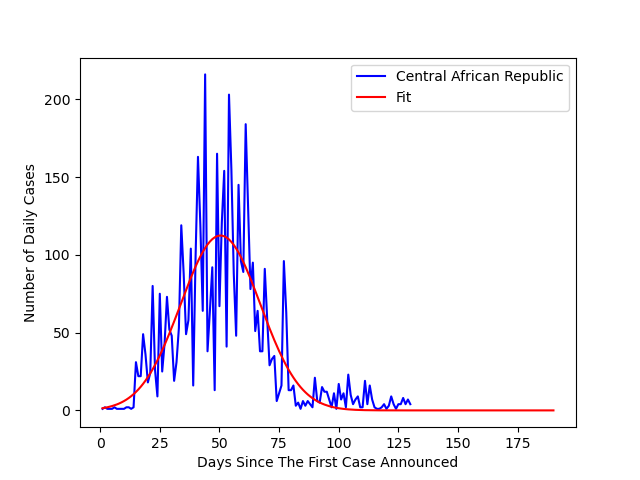 Central African Republic
Fit
Number of Daily Cases
200
150
100
50
0
0 25 50 75 100 125 150 175
Days Since The First Case Announced